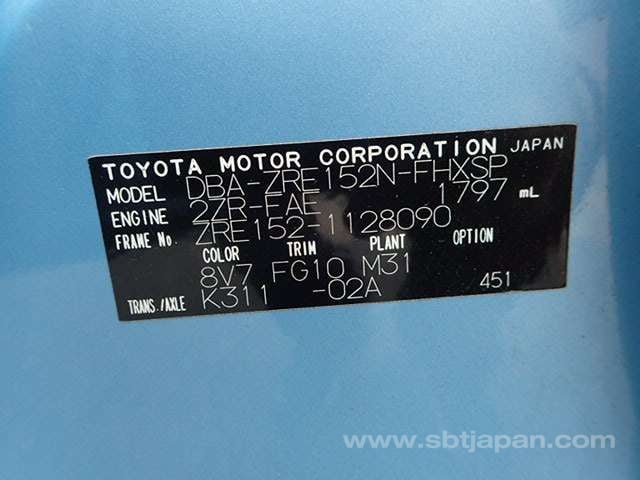 TOYOTA MOTOR CORPORATION JAPAN
MODEL DBA-ZRE152N-FHXSP
ENGINE 2ZR-FAE 1797 mL
FRAME No. ZRE152-1128090
COLOR TRIM PLANT OPTION
8V7 FG10 M31
TRANS./AXLE K311 -02A 451
www.sbtjapan.com